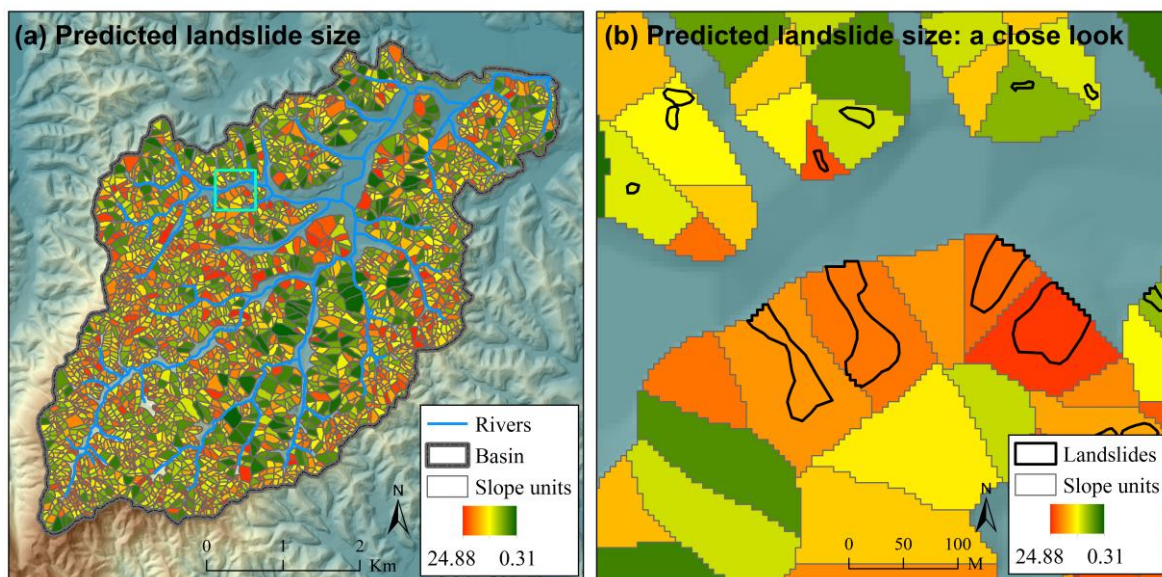 (a) Predicted landslide size
Rivers
Basin
Slope units
24.88 0.31
N
0 1 2
Km
(b) Predicted landslide size: a close look
Landslides
Slope units
24.88 0.31
N
0 50 100
M